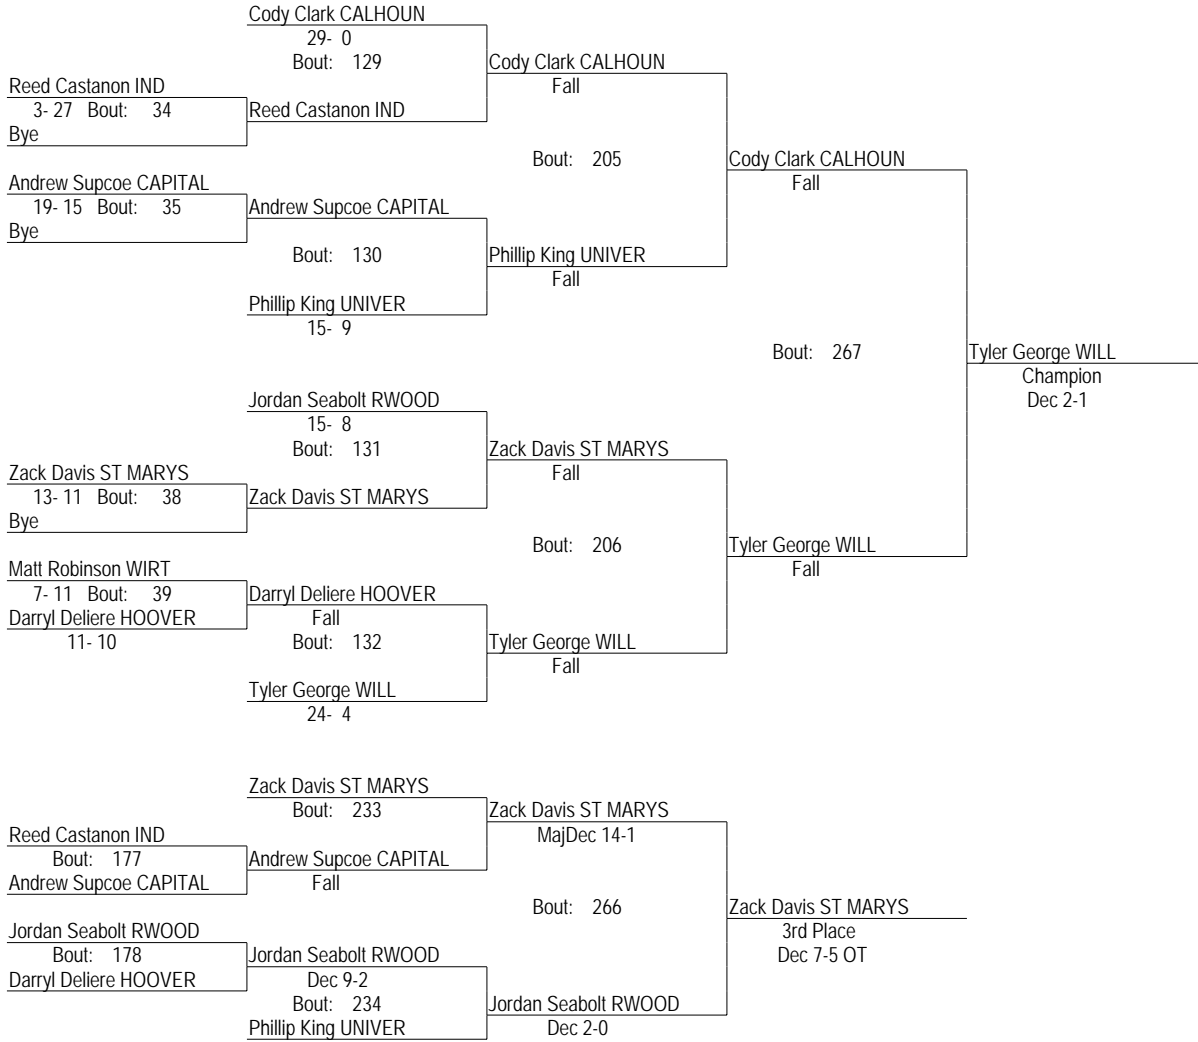 Cody Clark CALHOUN
29- 0
Bout: 129
Cody Clark CALHOUN
Fall
Reed Castanon IND
3- 27 Bout: 34
Reed Castanon IND
Bye
Bout: 205
Cody Clark CALHOUN
Fall
Andrew Supcoe CAPITAL
19- 15 Bout: 35
Andrew Supcoe CAPITAL
Bye
Bout: 130
Phillip King UNIVER
Fall
Phillip King UNIVER
15- 9
Bout: 267
Tyler George WILL
Champion
Dec 2-1
Jordan Seabolt RWOOD
15- 8
Bout: 131
Zack Davis ST MARYS
Fall
Zack Davis ST MARYS
13- 11 Bout: 38
Zack Davis ST MARYS
Bye
Bout: 206
Tyler George WILL
Fall
Matt Robinson WIRT
7- 11 Bout: 39
Darryl Deliere HOOVER
Darryl Deliere HOOVER
Fall
11- 10
Bout: 132
Tyler George WILL
Fall
Tyler George WILL
24- 4
Zack Davis ST MARYS
Bout: 233
Zack Davis ST MARYS
MajDec 14-1
Reed Castanon IND
Bout: 177
Andrew Supcoe CAPITAL
Andrew Supcoe CAPITAL
Fall
Bout: 266
Zack Davis ST MARYS
3rd Place
Dec 7-5 OT
Jordan Seabolt RWOOD
Bout: 178
Jordan Seabolt RWOOD
Darryl Deliere HOOVER
Dec 9-2
Bout: 234
Jordan Seabolt RWOOD
Dec 2-0
Phillip King UNIVER